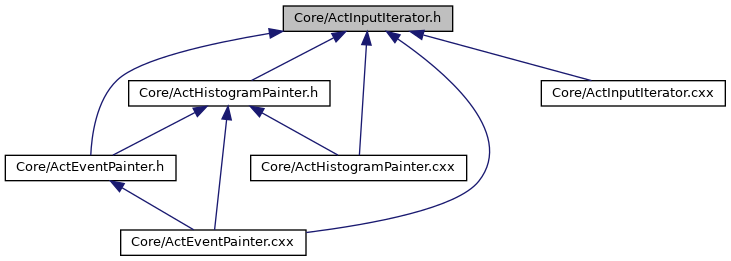 Core/ActInputIterator.h
Core/ActHistogramPainter.h
Core/ActInputIterator.cxx
Core/ActEventPainter.h
Core/ActHistogramPainter.cxx
Core/ActEventPainter.cxx